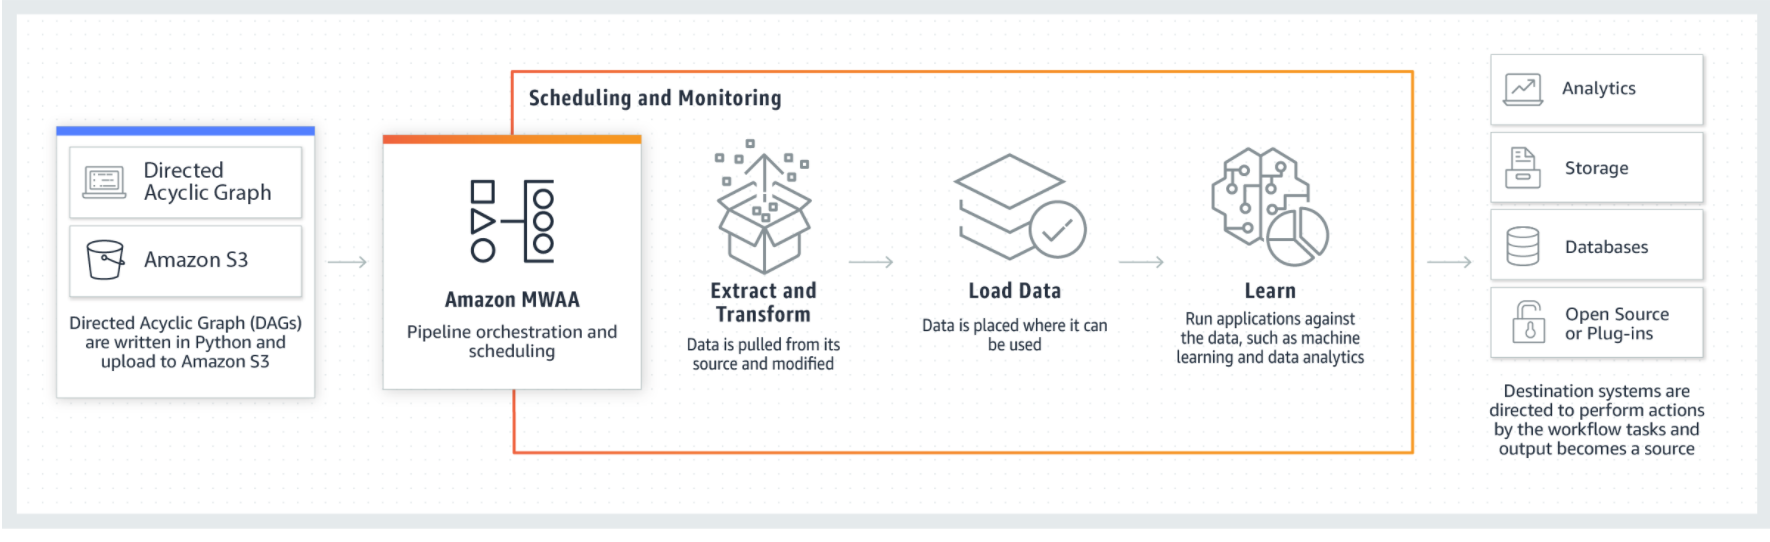 Directed
Acyclic Graph
Amazon S3
Directed Acyclic Graph (DAGs)
are written in Python and
upload to Amazon S3
Scheduling and Monitoring
Amazon MWAA
Pipeline orchestration and
scheduling
Extract and
Transform
Data is pulled from its
source and modified
Load Data
Data is placed where it can
be used
Learn
Run applications against
the data, such as machine
learning and data analytics
Analytics
Storage
Databases
Open Source
or Plug-ins
Destination systems are
directed to perform actions
by the workflow tasks and
output becomes a source